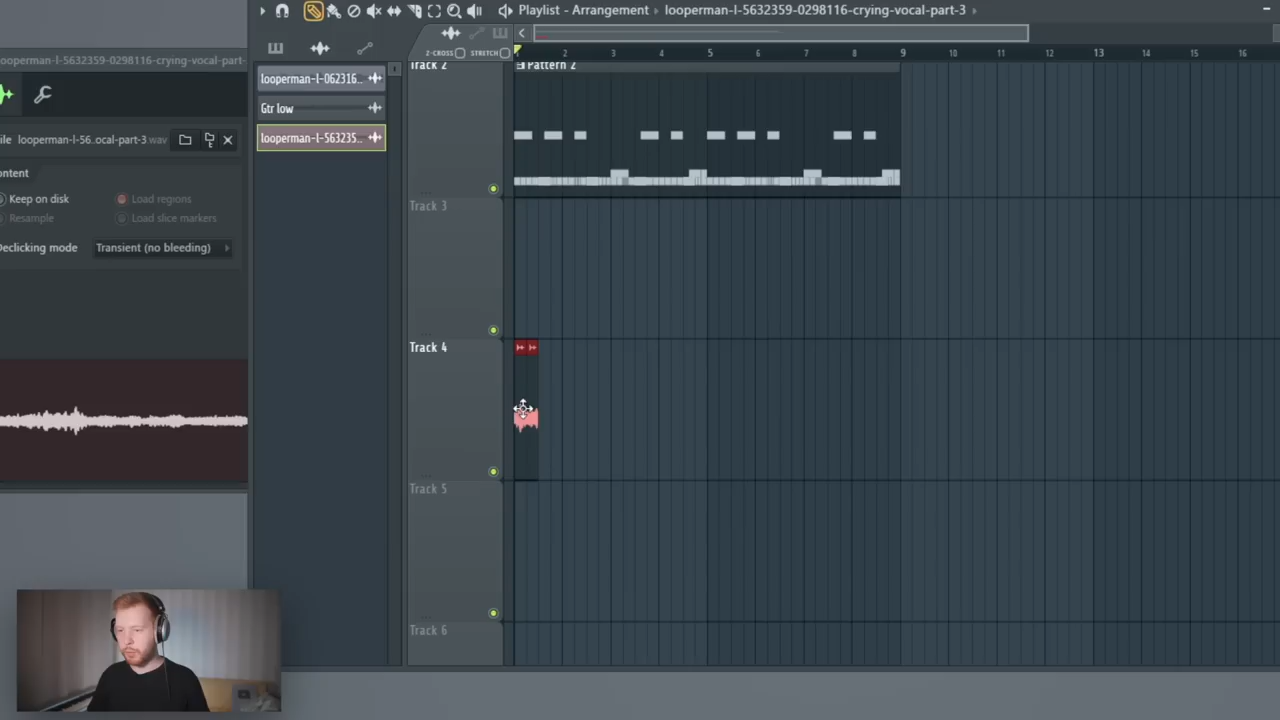 Playlist - Arrangement ▸ looperman-l-5632359-0298116-crying-vocal-part-3 ▸
Z-CROSS STRETCH
2 3 4 5 6 7 8 9 10 11 12 13 14 15 16
ooperman-l-5632359-0298116-crying-vocal-part-
looperman-l-062316..
Gtr low
looperman-l-563235..
ile looperman-l-56..ocal-part-3.wav
ontent
Keep on disk
Load regions
Resample
Load slice markers
Declicking mode
Transient (no bleeding)
Track 2
Pattern 2
Track 3
Track 4
Track 5
Track 6